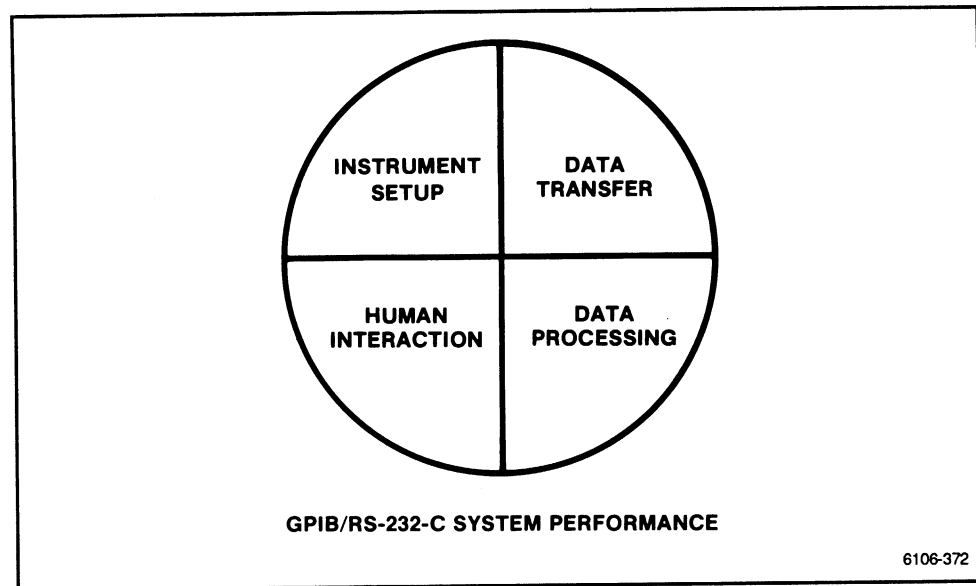 INSTRUMENT
SETUP
DATA
TRANSFER
HUMAN
INTERACTION
DATA
PROCESSING
GPIB/RS-232-C SYSTEM PERFORMANCE
6106-372